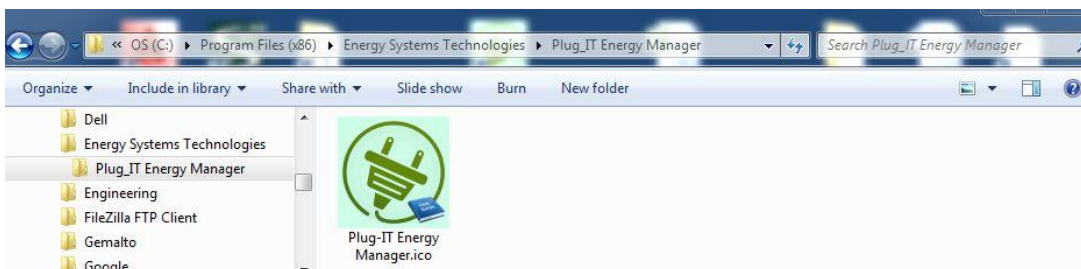 « OS (C:) Program Files (x86) Energy Systems Technologies Plug_IT Energy Manager Search Plug_IT Energy Manager
Organize Include in library Share with Slide show Burn New folder
Dell
Energy Systems Technologies
Plug_IT Energy Manager
Engineering
FileZilla FTP Client
Gemalto
Google
User
Guide
Plug-IT Energy
Manager.ico